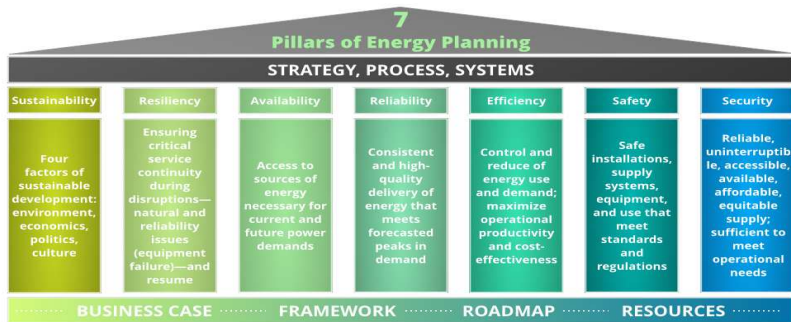 7
Pillars of Energy Planning
STRATEGY, PROCESS, SYSTEMS
Sustainability
Four
factors of
sustainable
development:
environment,
economics,
politics,
culture
Resiliency
Ensuring
critical
service
continuity
during
disruptions—
natural and
reliability
issues
(equipment
failure)—and
resume
Availability
Access to
sources of
energy
necessary for
current and
future power
demands
Reliability
Consistent
and high-
quality
delivery of
energy that
meets
forecasted
peaks in
demand
Efficiency
Control and
reduce of
energy use
and demand;
maximize
operational
productivity
and cost-
effectiveness
Safety
Safe
installations,
supply
systems,
equipment,
and use that
meet
standards
and
regulations
Security
Reliable,
uninterruptib
le, accessible,
available,
affordable,
equitable
supply;
sufficient to
meet
operational
needs
BUSINESS CASE ········ FRAMEWORK ········ ROADMAP ········ RESOURCES ········